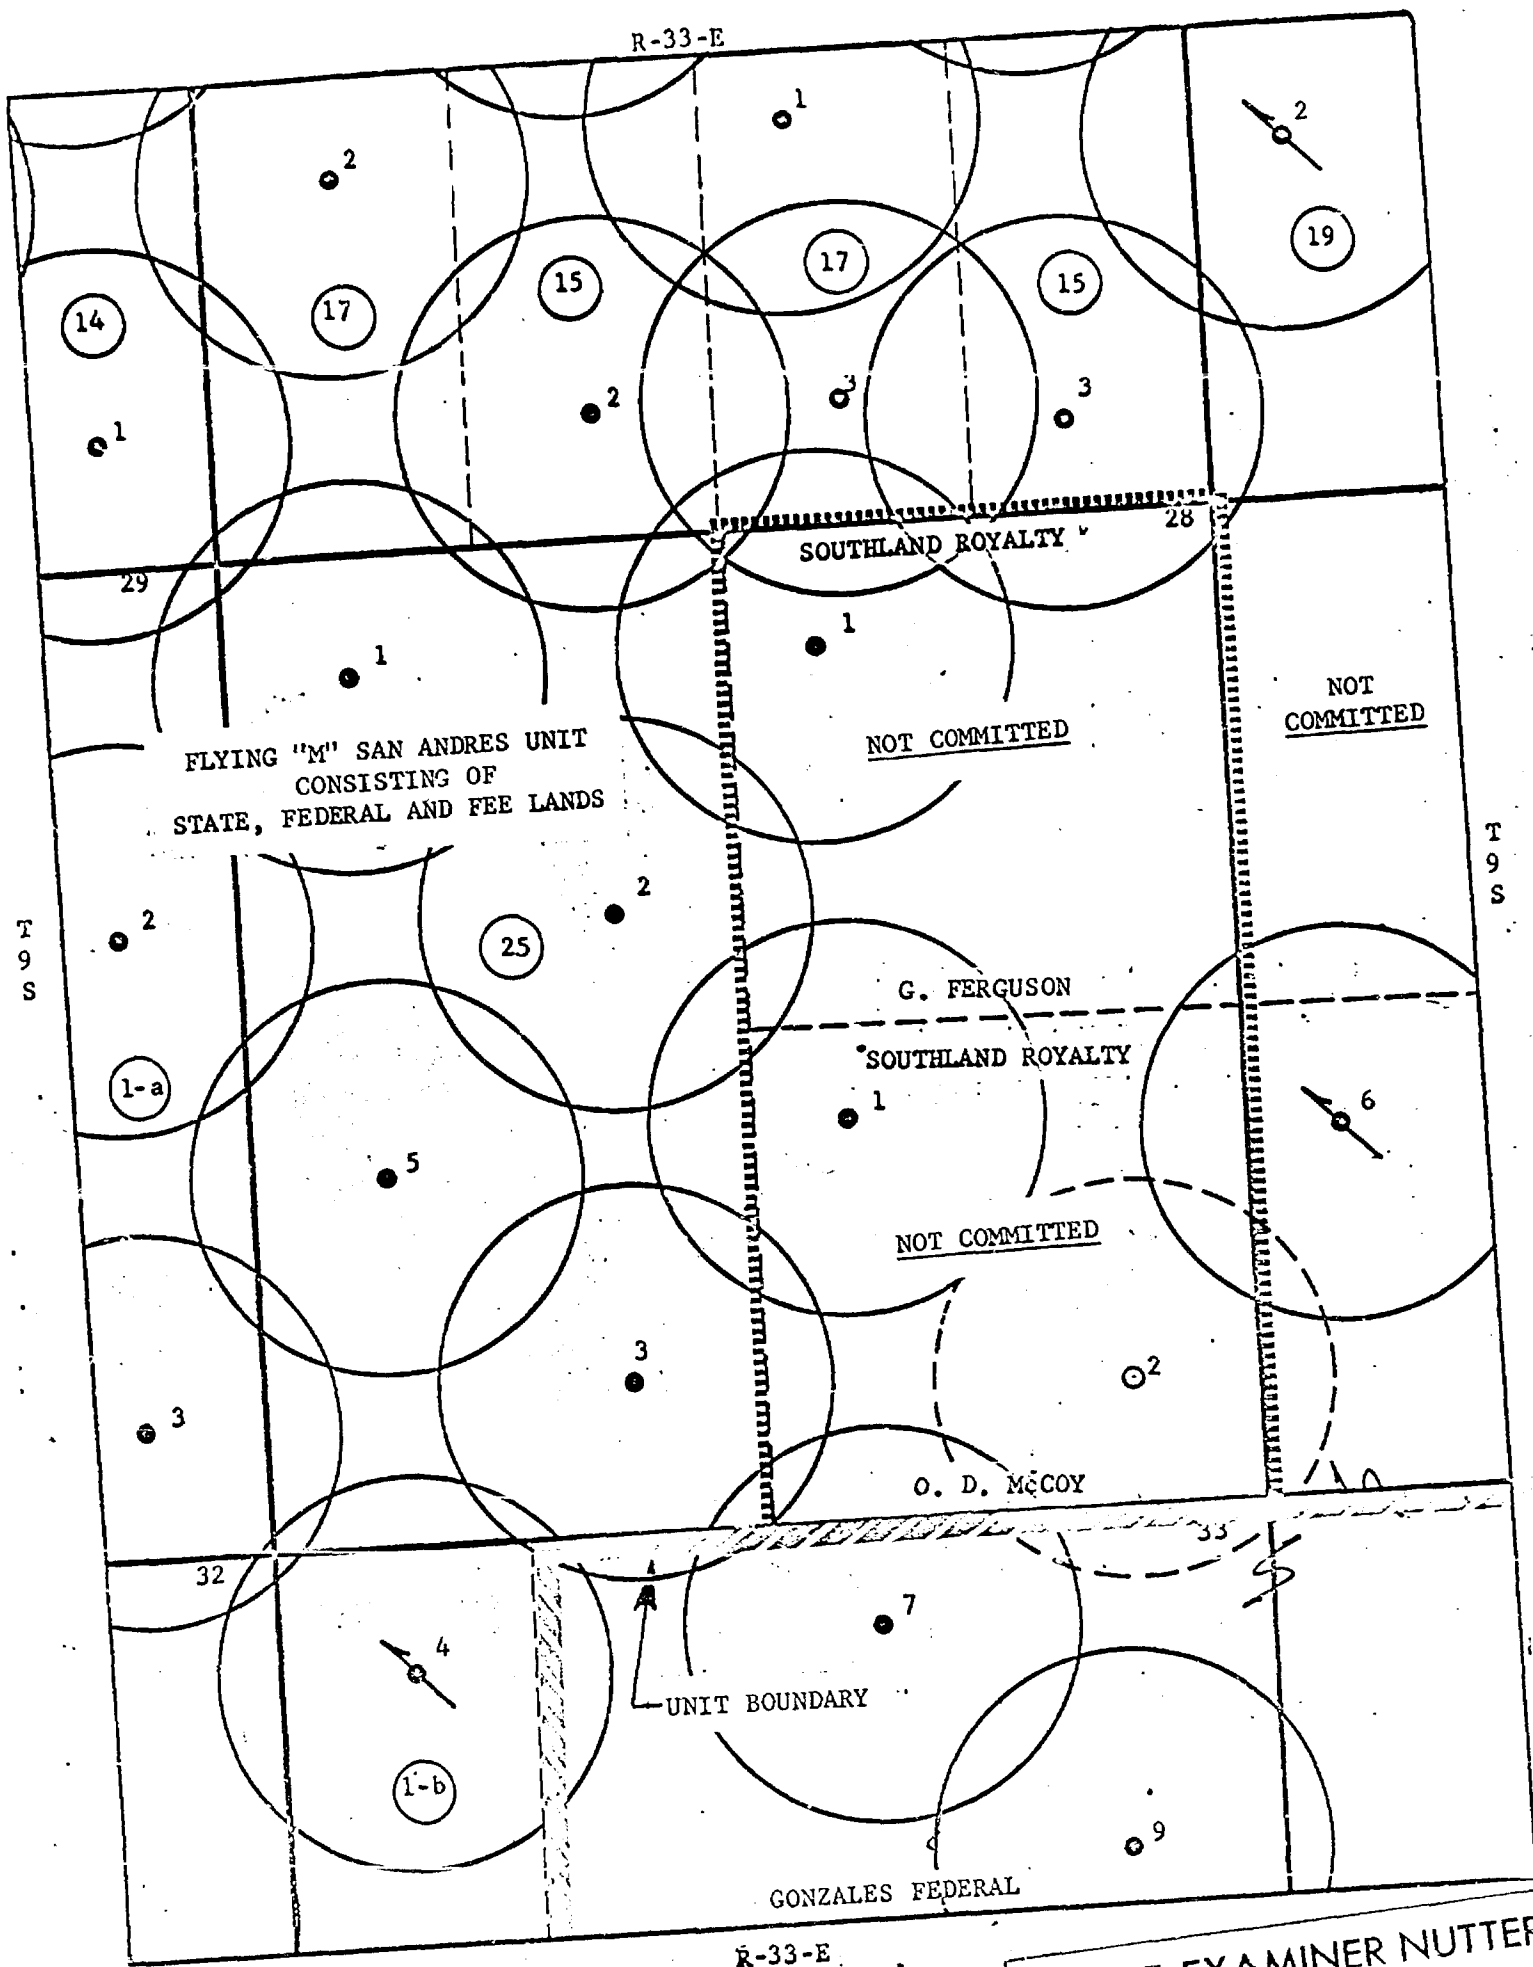 R-33-E
1
2
2
19
17
15
15
14
17
3
3
2
1
28
SOUTHLAND ROYALTY
29
1
1
NOT
COMMITTED
NOT COMMITTED
FLYING "M" SAN ANDRES UNIT
CONSISTING OF
STATE, FEDERAL AND FEE LANDS
T
9
S
2
2
25
T
9
S
G. FERGUSON
SOUTHLAND ROYALTY
1-a
1
6
5
NOT COMMITTED
3
2
3
O. D. McCOY
33
32
7
4
UNIT BOUNDARY
1-b
9
GONZALES FEDERAL
R-33-E
EXAMINER NUTTER